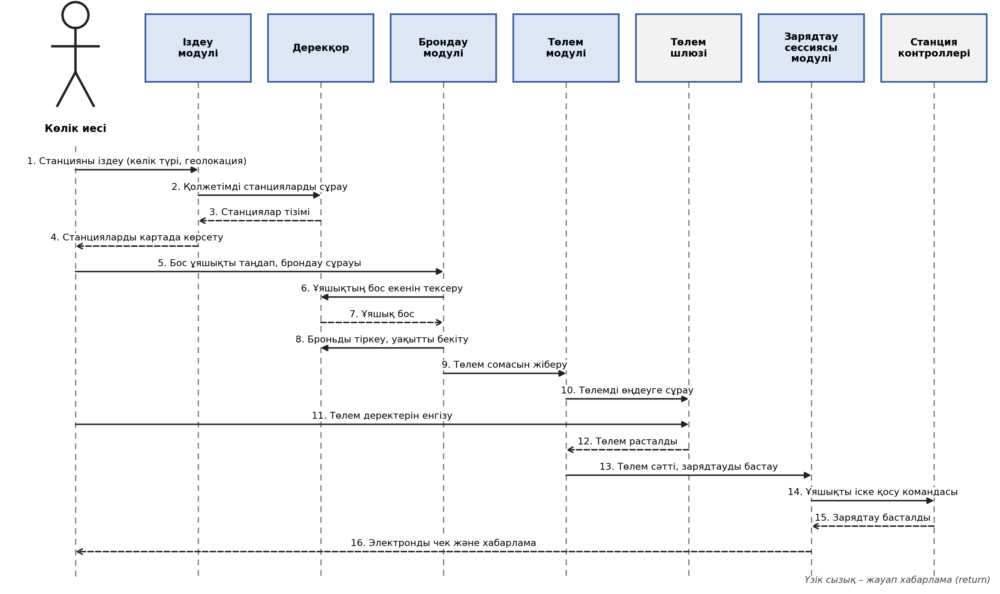 Іздеу
модулі
Дерекқор
Брондау
модулі
Төлем
модулі
Төлем
шлюзі
Зарядтау
сессиясы
модулі
Станция
контроллері
Көлік иесі
1. Станцияны іздеу (көлік түрі, геолокация)
2. Қолжетімді станцияларды сұрау
3. Станциялар тізімі
4. Станцияларды картада көрсету
5. Бос ұяшықты таңдап, брондау сұрауы
6. Ұяшықтың бос екенін тексеру
7. Ұяшық бос
8. Броньды тіркеу, уақытты бекіту
9. Төлем сомасын жіберу
10. Төлемді өңдеуге сұрау
11. Төлем деректерін енгізу
12. Төлем расталды
13. Төлем сәтті, зарядтауды бастау
14. Ұяшықты іске қосу командасы
15. Зарядтау басталды
16. Электронды чек және хабарлама
Үзік сызық – жауап хабарлама (return)